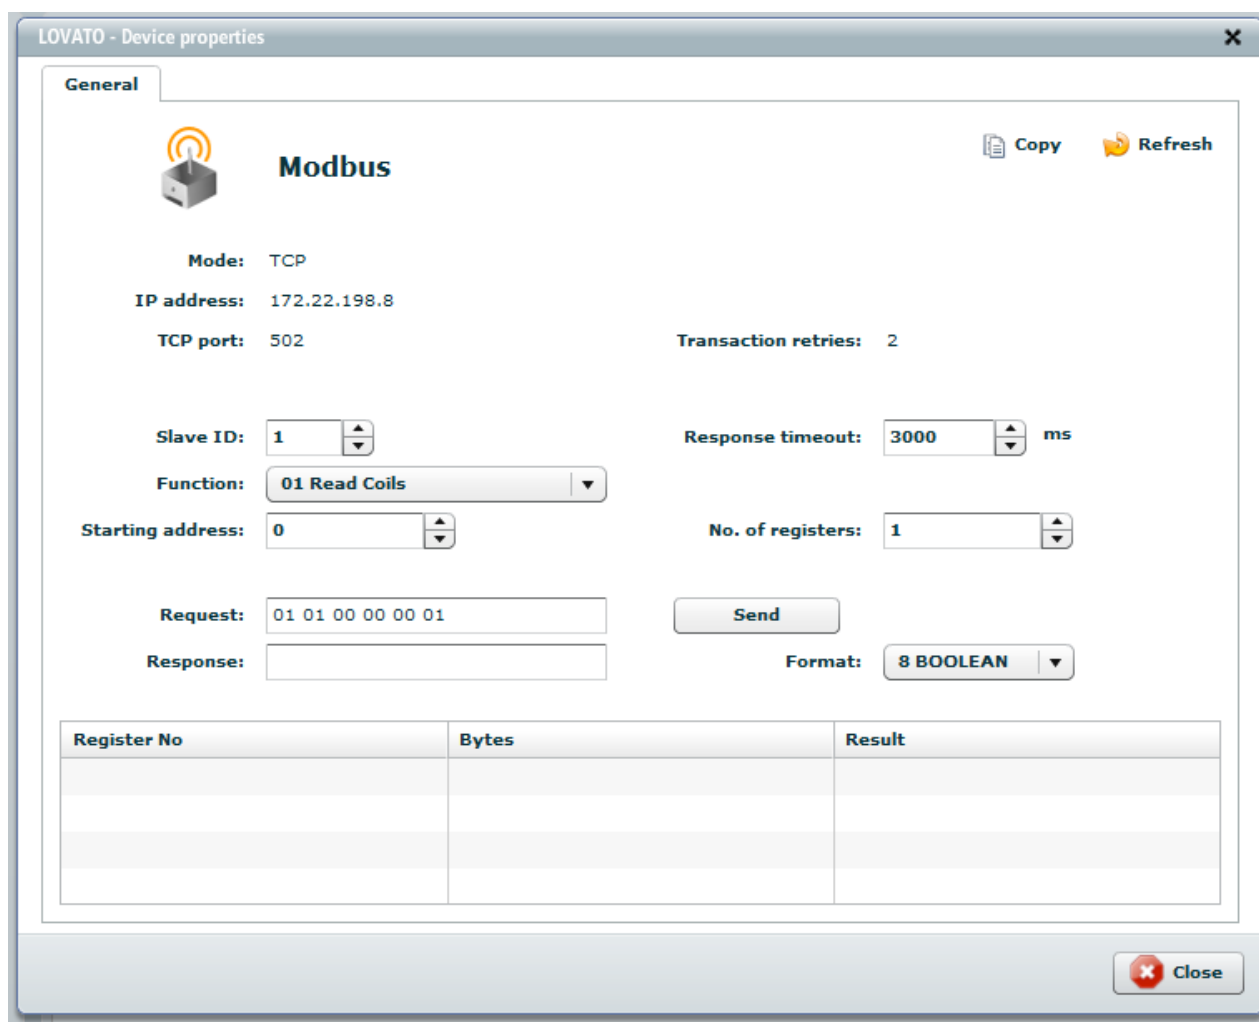 LOVATO - Device properties
General
Modbus
Copy
Refresh
Mode: TCP
IP address: 172.22.198.8
TCP port: 502
Transaction retries: 2
Slave ID: 1
Response timeout: 3000 ms
Function: 01 Read Coils
Starting address: 0
No. of registers: 1
Request: 01 01 00 00 00 01
Send
Response:
Format: 8 BOOLEAN
Register No
Bytes
Result
Close